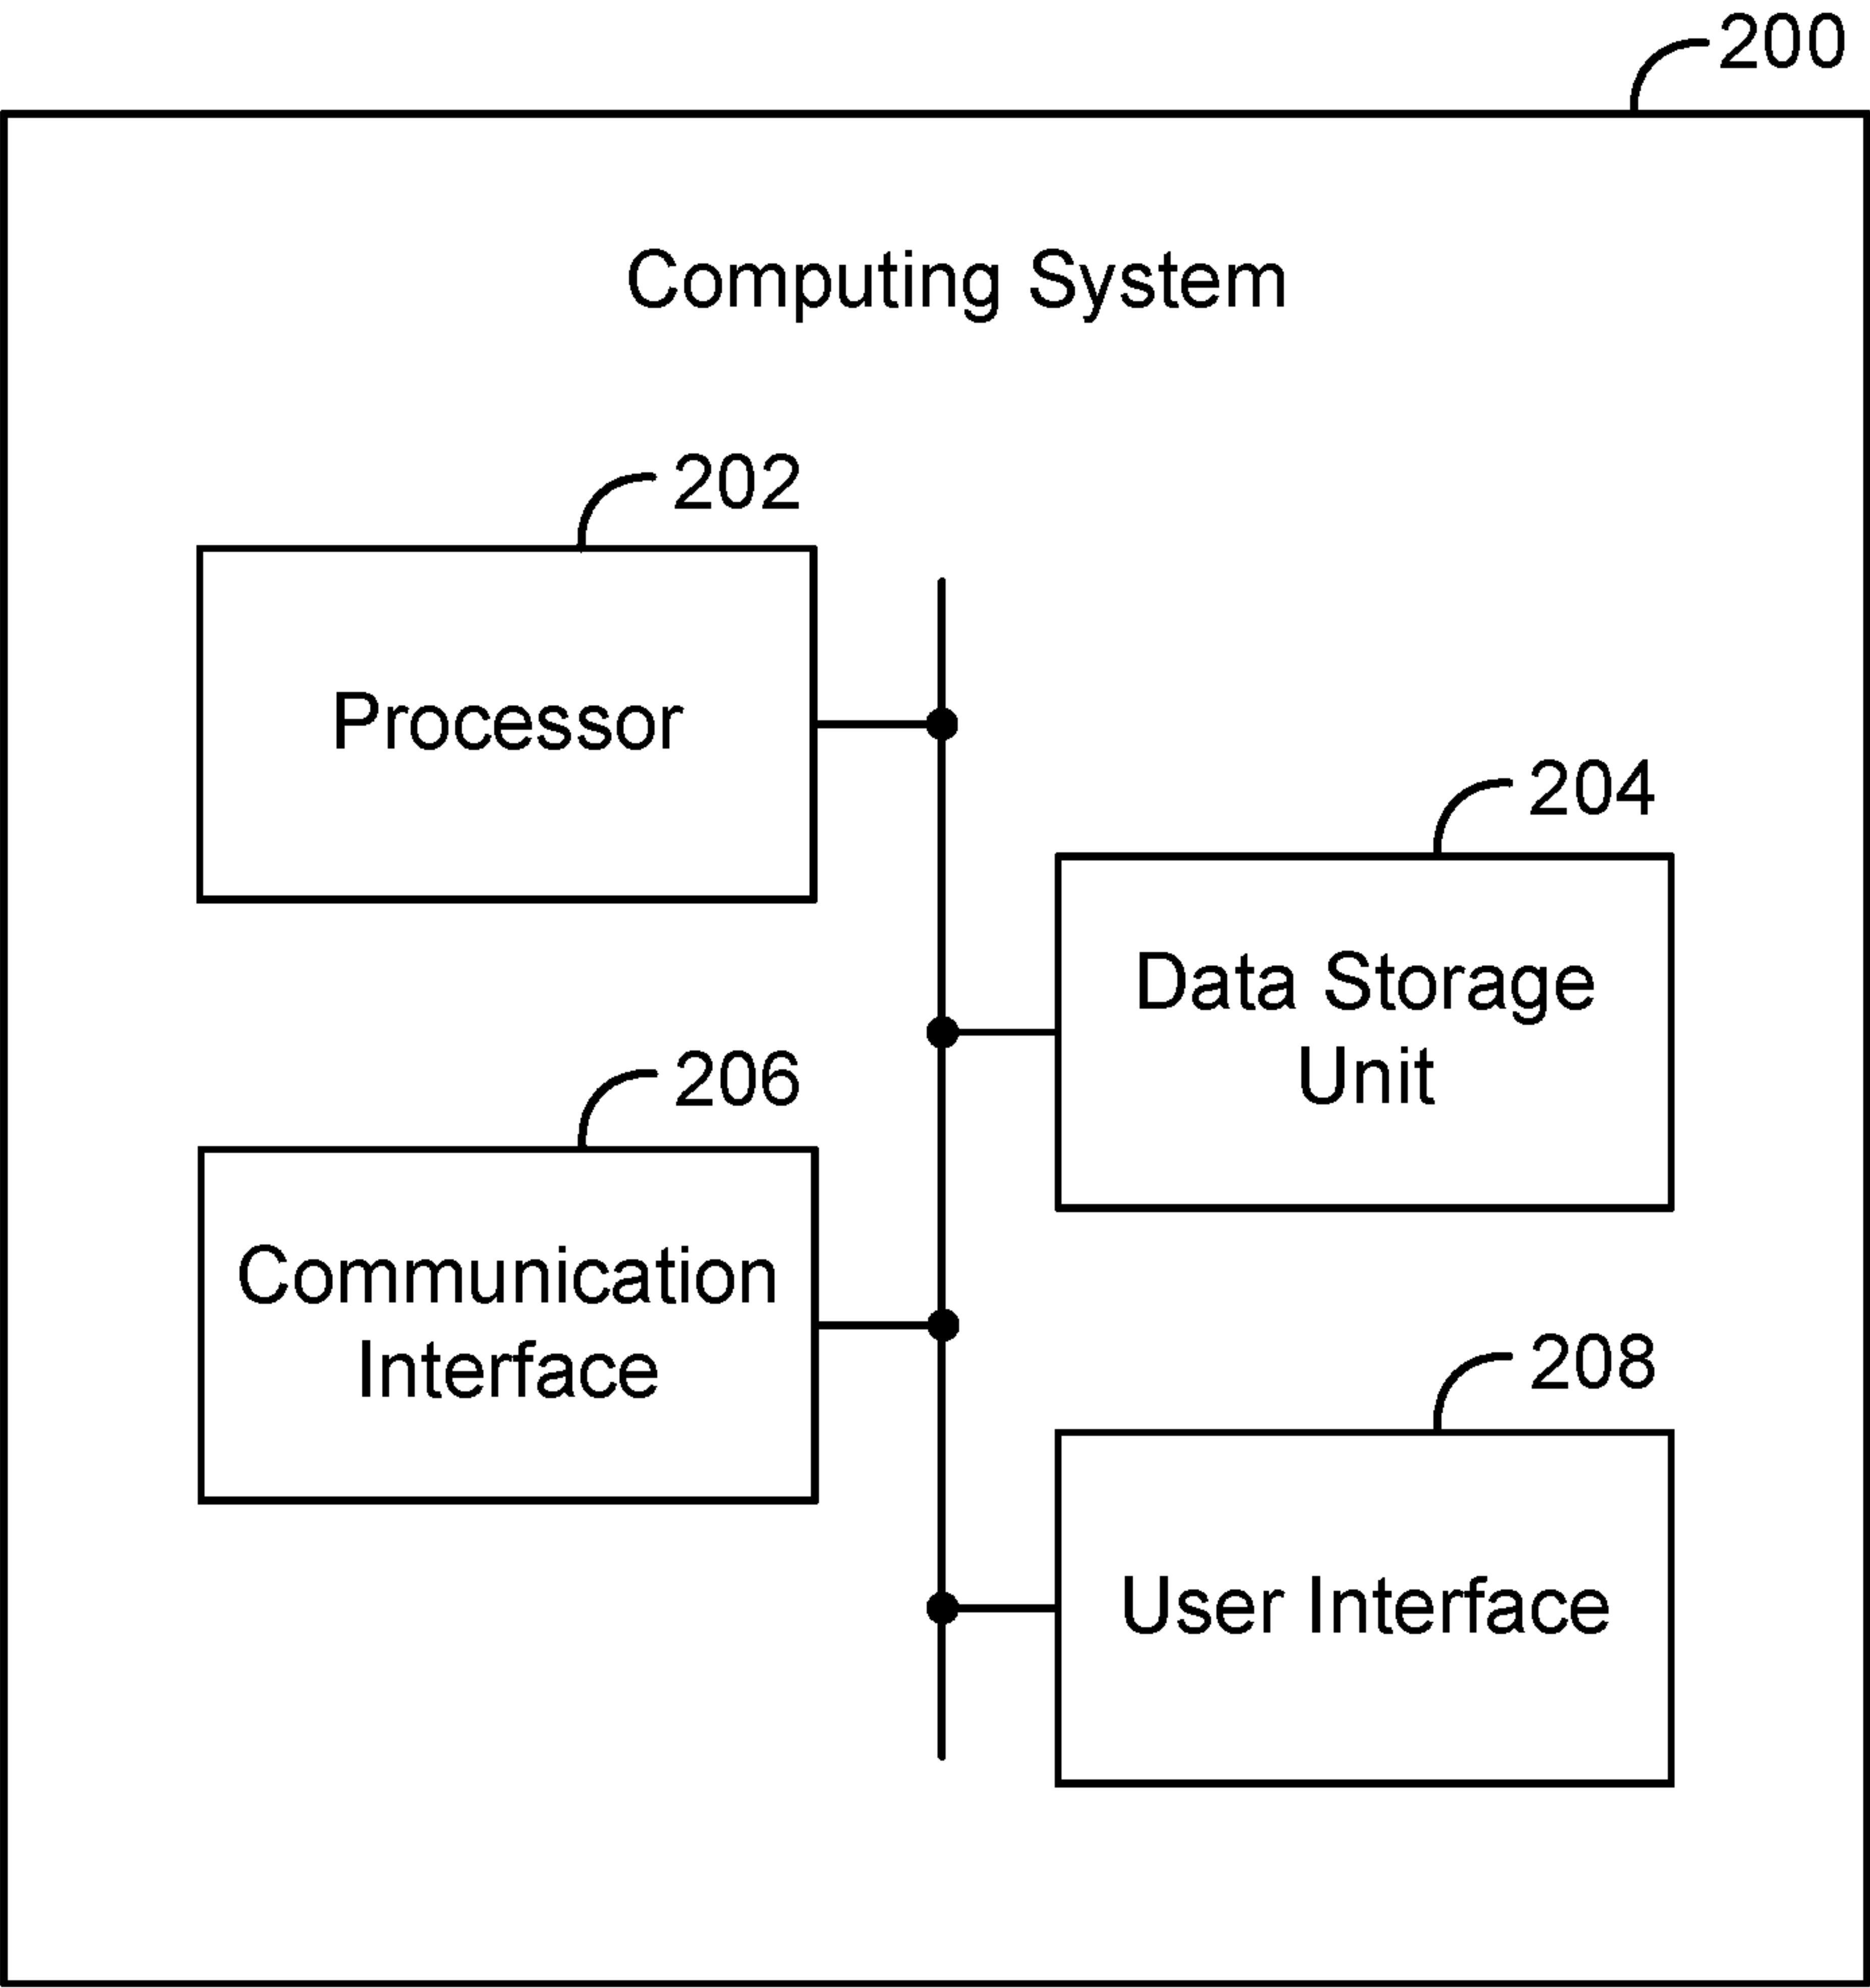 200
Computing System
202
Processor
204
Data Storage
Unit
206
Communication
Interface
208
User Interface